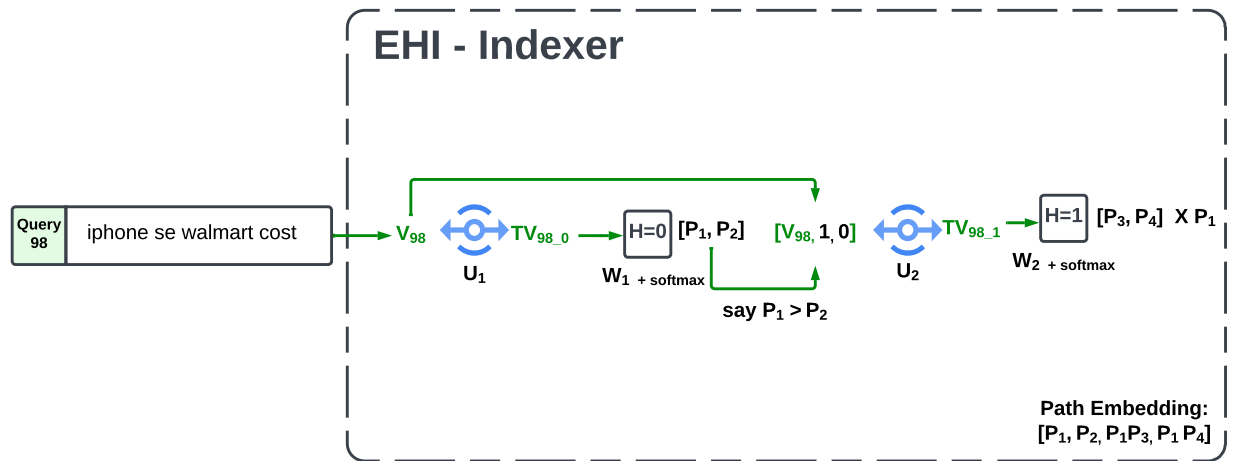 EHI - Indexer
Query
98
iphone se walmart cost
V98
U1
TV98_0
H=0
W1 + softmax
[P1, P2]
say P1 > P2
[V98, 1, 0]
U2
TV98_1
H=1
W2 + softmax
[P3, P4] X P1
Path Embedding:
[P1, P2, P1P3, P1 P4]